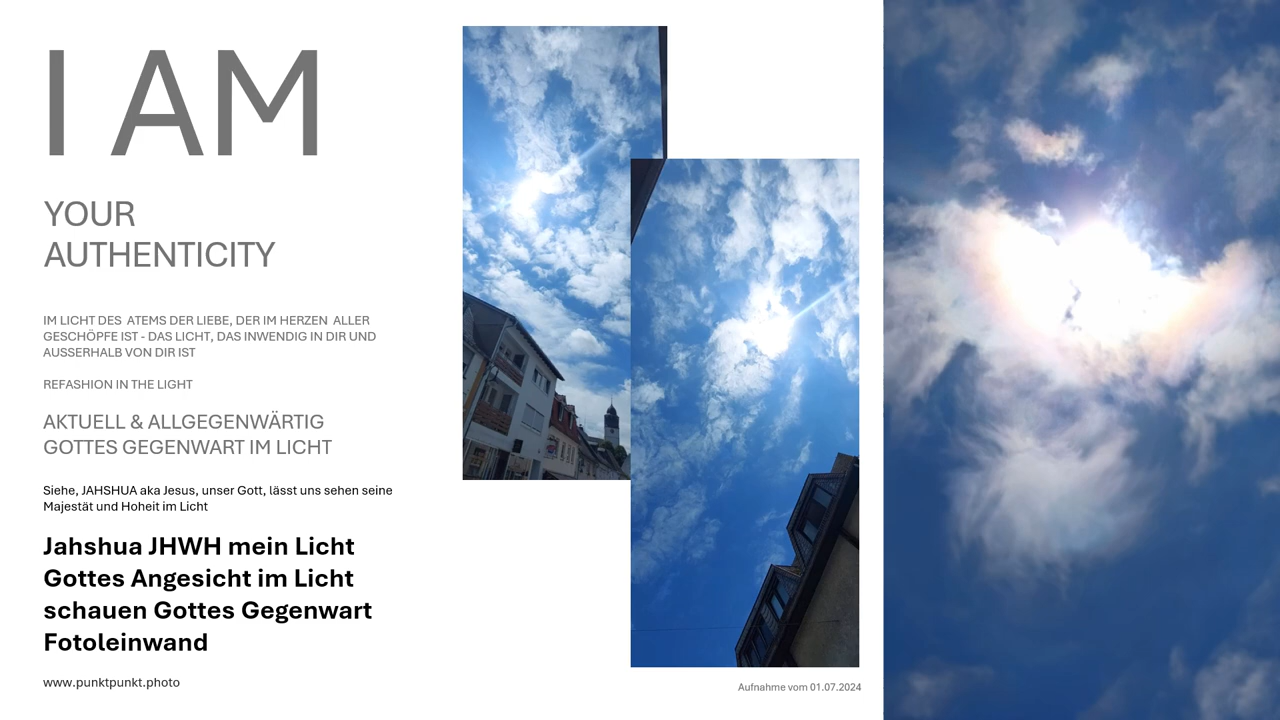 I AM
YOUR
AUTHENTICITY
IM LICHT DES  ATEMS DER LIEBE, DER IM HERZEN  ALLER
GESCHÖPFE IST - DAS LICHT, DAS INWENDIG IN DIR UND
AUSSERHALB VON DIR IST
REFASHION IN THE LIGHT
AKTUELL & ALLGEGENWÄRTIG
GOTTES GEGENWART IM LICHT
Siehe, JAHSHUA aka Jesus, unser Gott, lässt uns sehen seine
Majestät und Hoheit im Licht
Jahshua JHWH mein Licht
Gottes Angesicht im Licht
schauen Gottes Gegenwart
Fotoleinwand
www.punktpunkt.photo
Aufnahme vom 01.07.2024